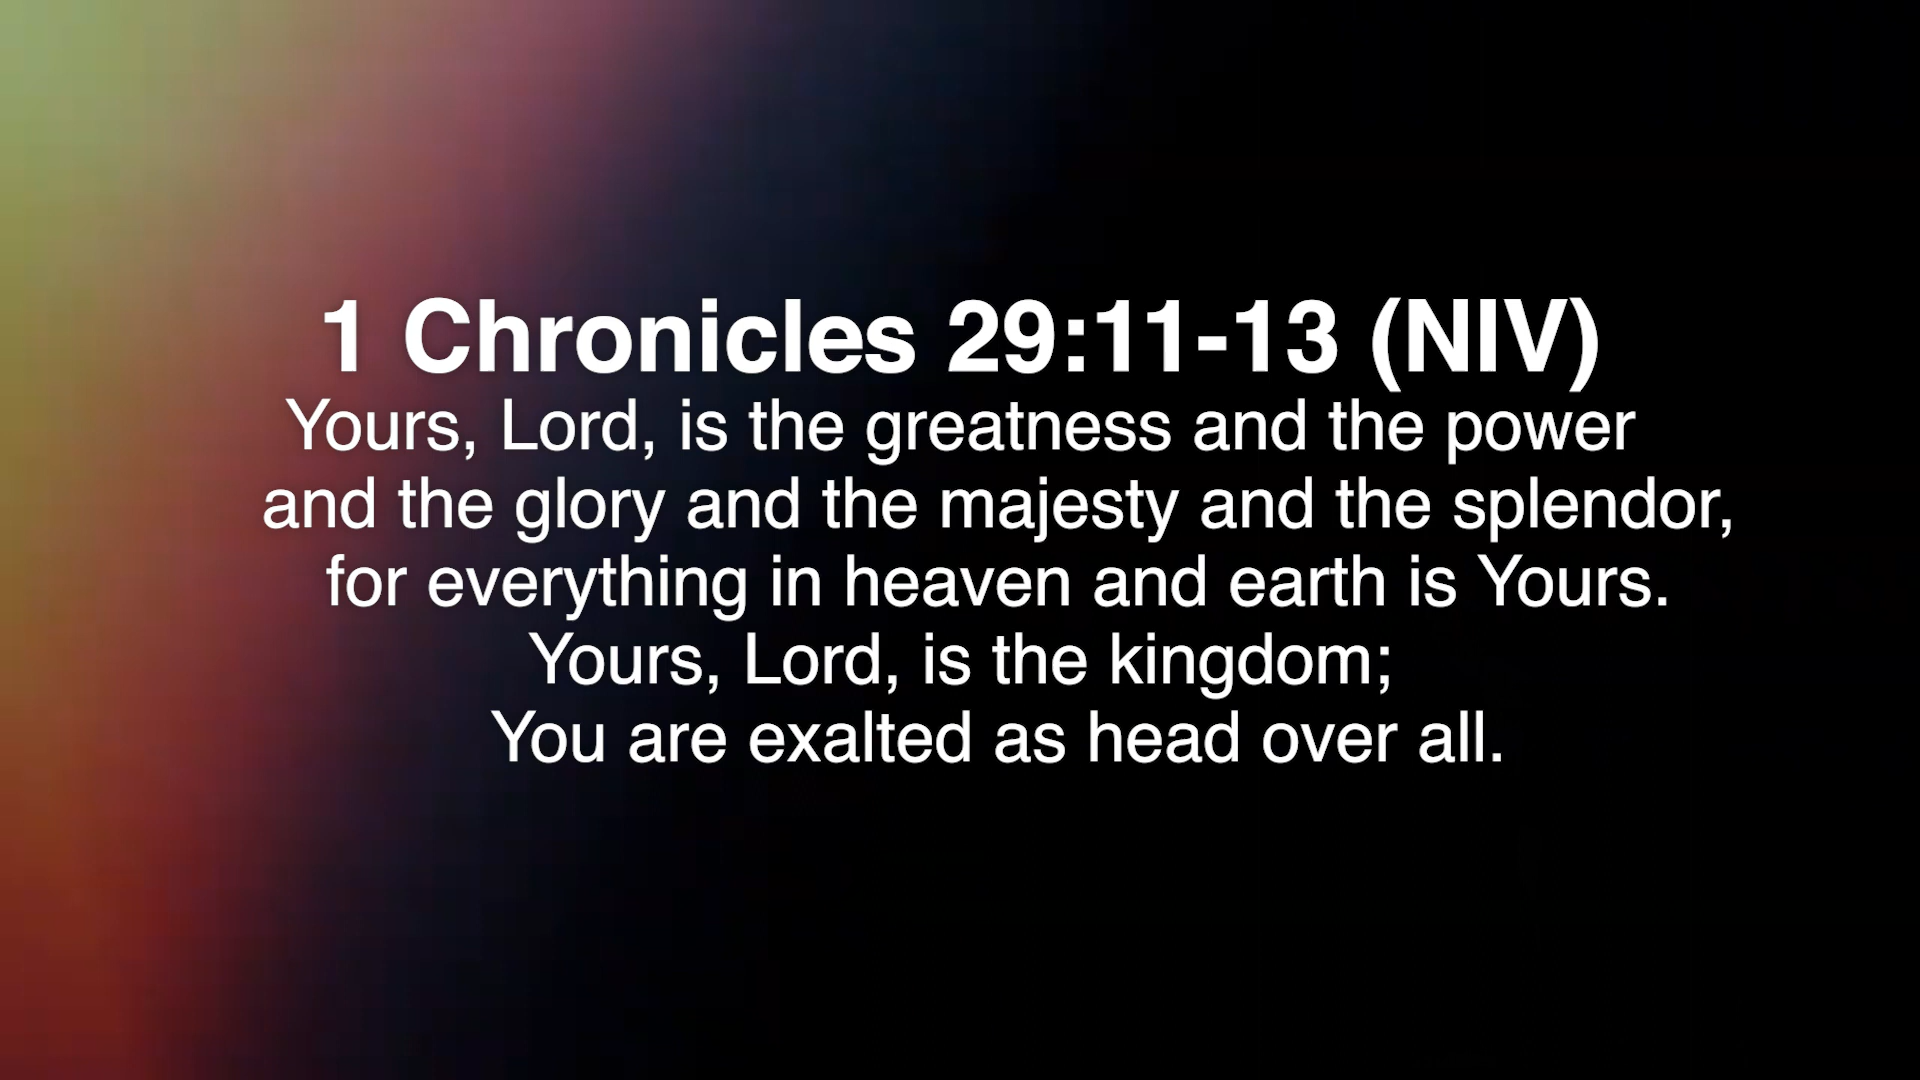 1 Chronicles 29:11-13 (NIV)
Yours, Lord, is the greatness and the power
and the glory and the majesty and the splendor,
for everything in heaven and earth is Yours.
Yours, Lord, is the kingdom;
You are exalted as head over all.